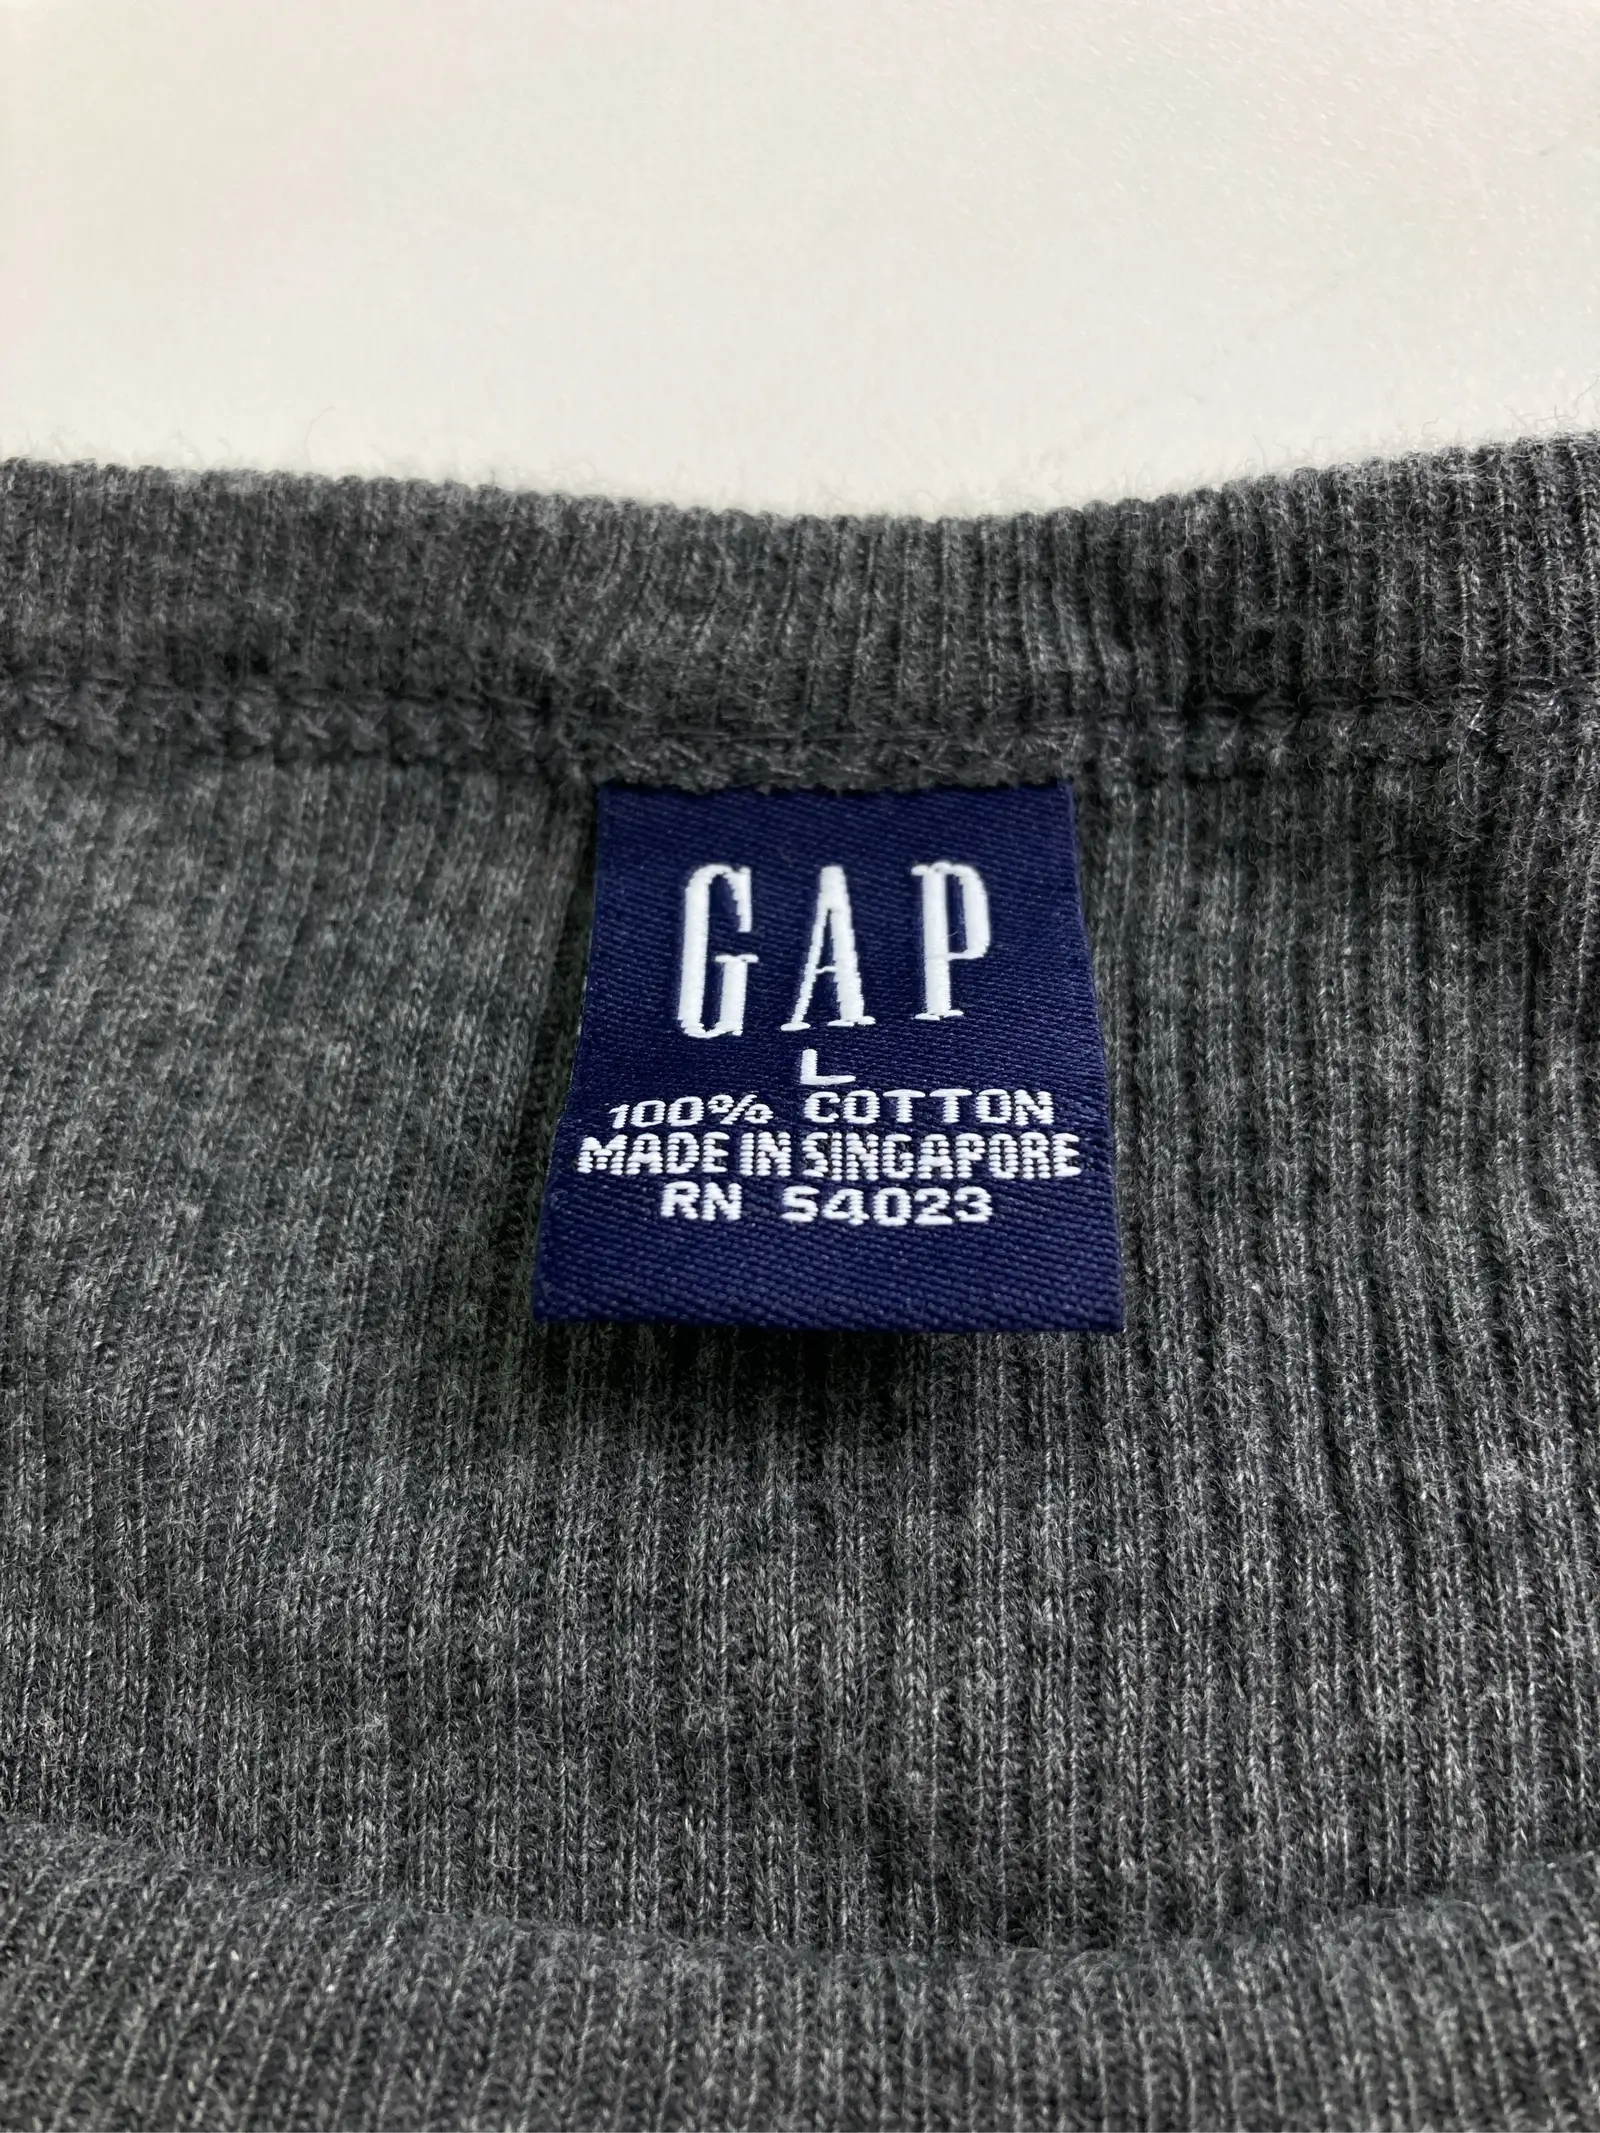 GAP
L
100% COTTON
MADE IN SINGAPORE
RN 54023